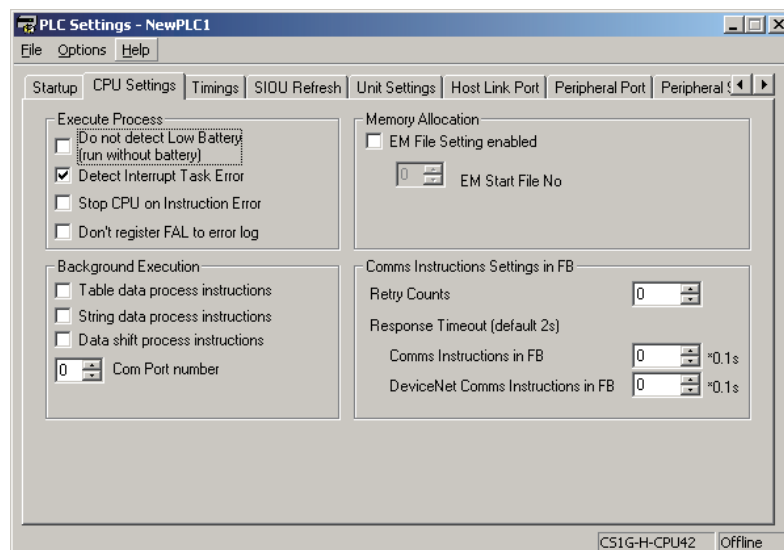 PLC Settings - NewPLC1
File Options Help
Startup CPU Settings Timings SIOU Refresh Unit Settings Host Link Port Peripheral Port Peripheral
Execute Process
Do not detect Low Battery
(run without battery)
Detect Interrupt Task Error
Stop CPU on Instruction Error
Don't register FAL to error log
Memory Allocation
EM File Setting enabled
0 EM Start File No
Background Execution
Table data process instructions
String data process instructions
Data shift process instructions
0 Com Port number
Comms Instructions Settings in FB
Retry Counts 0
Response Timeout (default 2s)
Comms Instructions in FB 0 *0.1s
DeviceNet Comms Instructions in FB 0 *0.1s
CS1G-H-CPU42 Offline